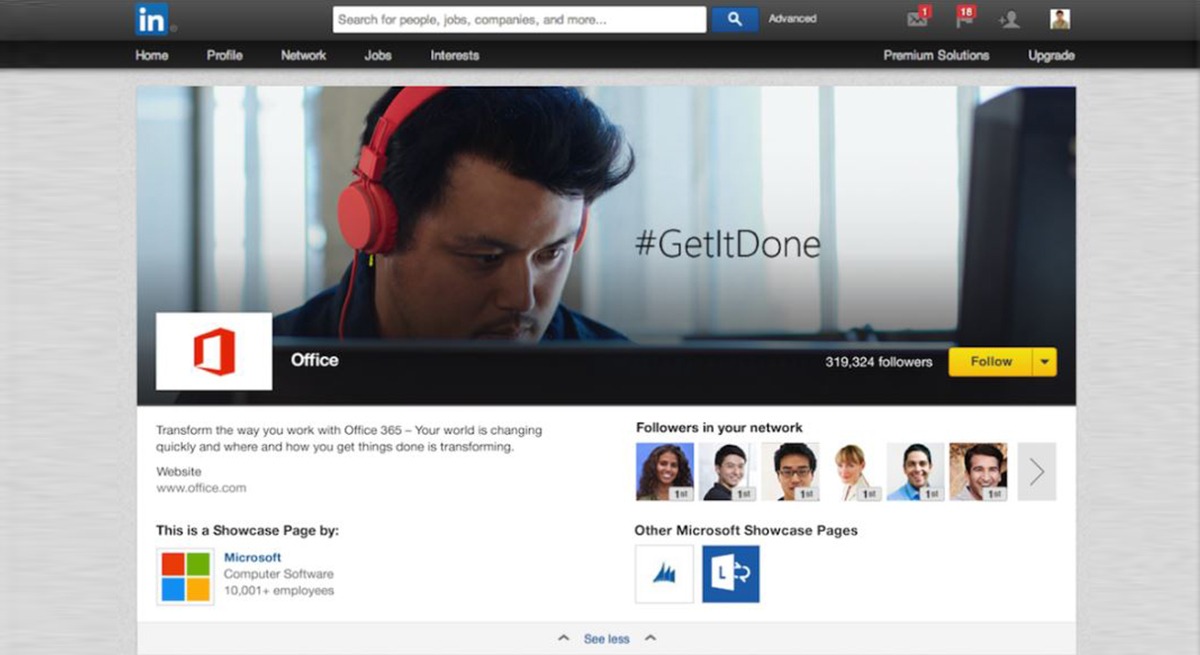 in
Search for people, jobs, companies, and more...
Advanced
1
18
Home Profile Network Jobs Interests
Premium Solutions Upgrade
#GetItDone
Office
319,324 followers
Follow
Transform the way you work with Office 365 – Your world is changing
quickly and where and how you get things done is transforming.
Website
www.office.com
Followers in your network
1st 1st 1st 1st 1st 1st
This is a Showcase Page by:
Microsoft
Computer Software
10,001+ employees
Other Microsoft Showcase Pages
L
See less